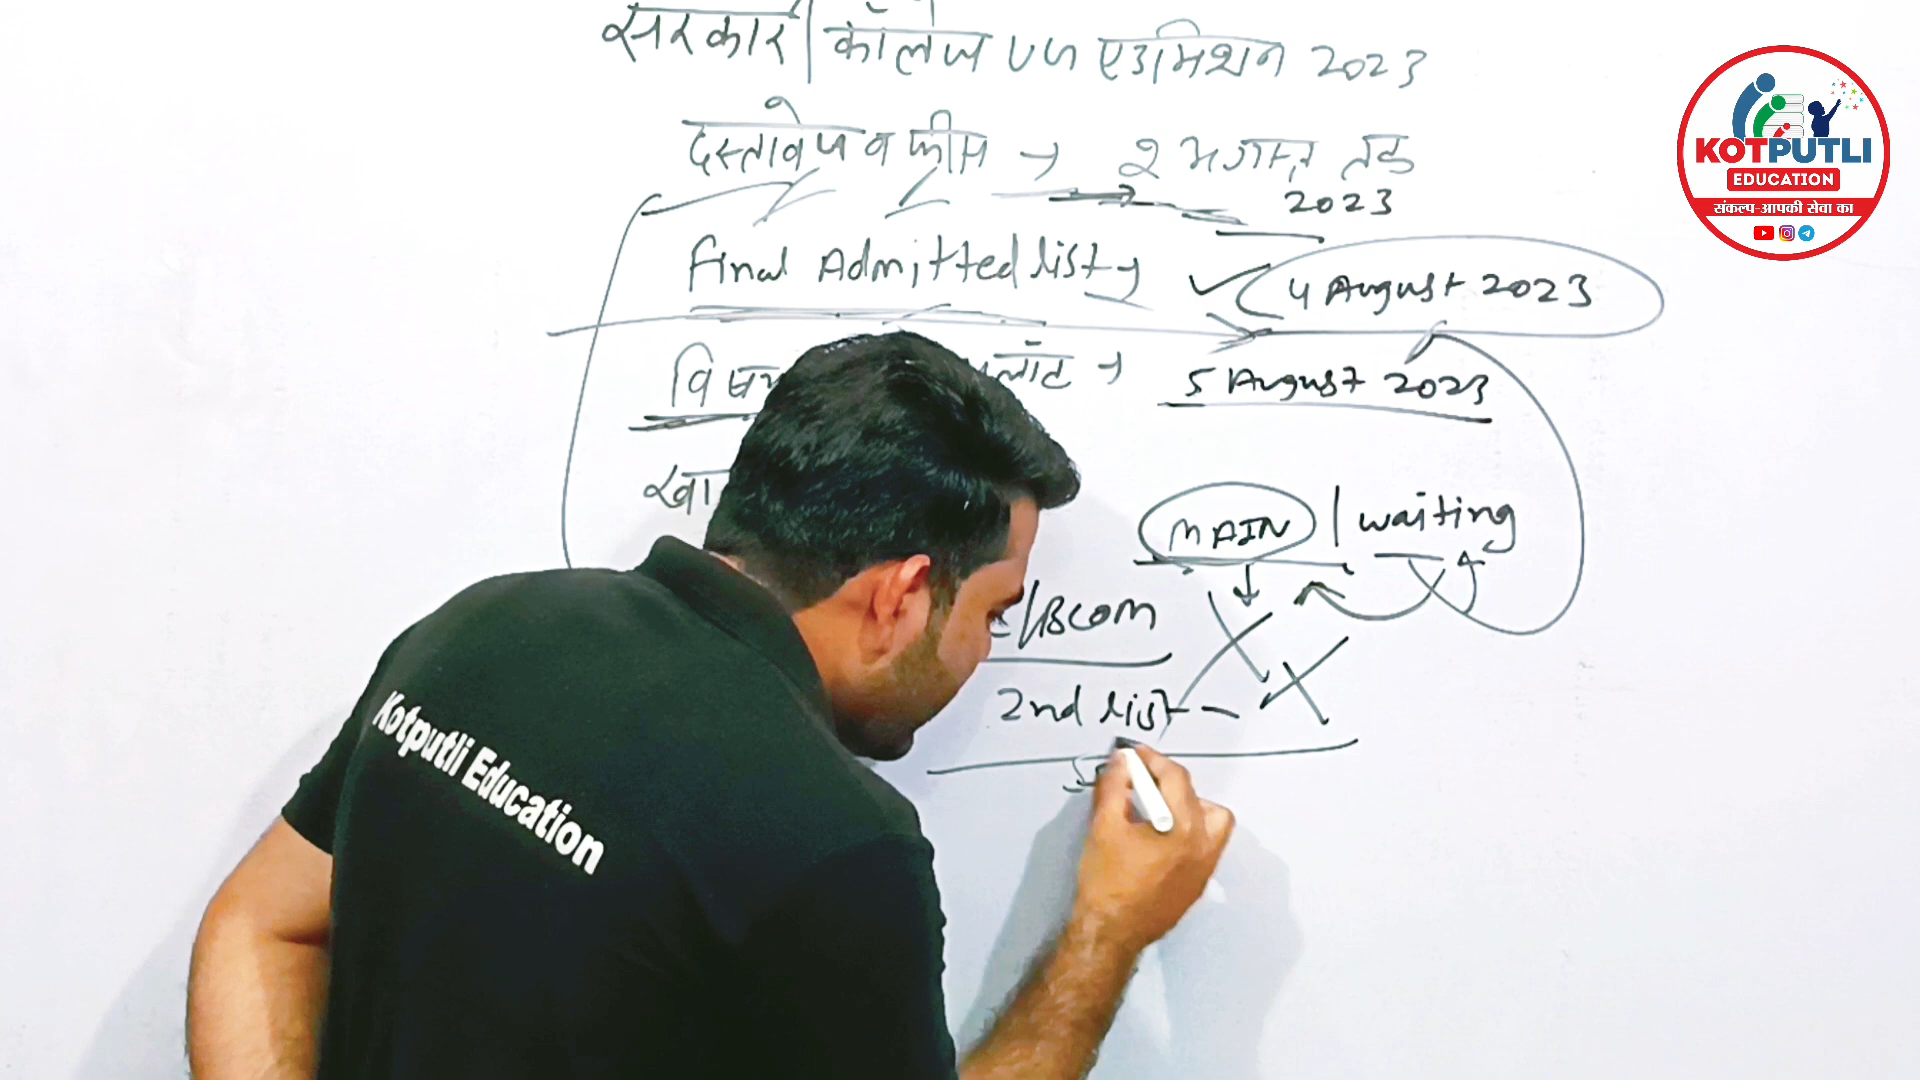 सरकारी कॉलेज UG एडमिशन 2023
दस्तावेज व फीस → 2 अगस्त तक
2023
Final Admitted list → 4 August 2023
5 August 2023
MAIN | waiting
/BCOM
2nd list -
KOTPUTLI
EDUCATION
संकल्प-आपकी सेवा का
Kotputli Education